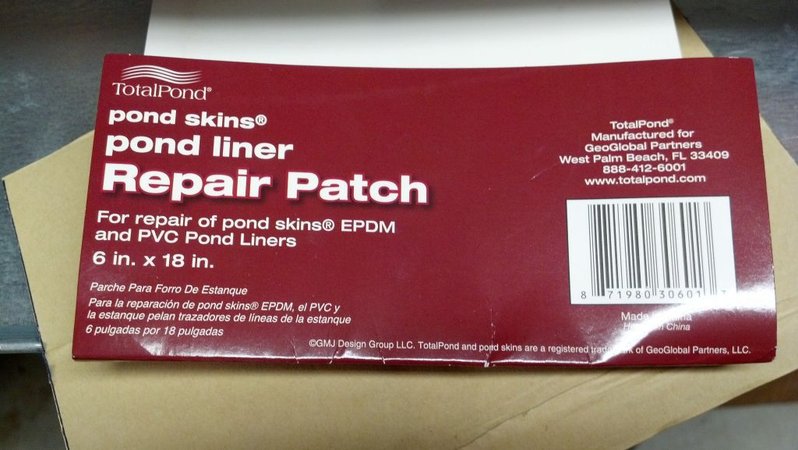 TotalPond®
pond skins®
pond liner
Repair Patch
For repair of pond skins® EPDM
and PVC Pond Liners
6 in. x 18 in.
Parche Para Forro De Estanque
Para la reparación de pond skins® EPDM, el PVC y
la estanque pelan trazadores de líneas de la estanque
6 pulgadas por 18 pulgadas
TotalPond®
Manufactured for
GeoGlobal Partners
West Palm Beach, FL 33409
888-412-6001
www.totalpond.com
8 71980 30601
Made
China
©GMJ Design Group LLC. TotalPond and pond skins are a registered trademark of GeoGlobal Partners, LLC.